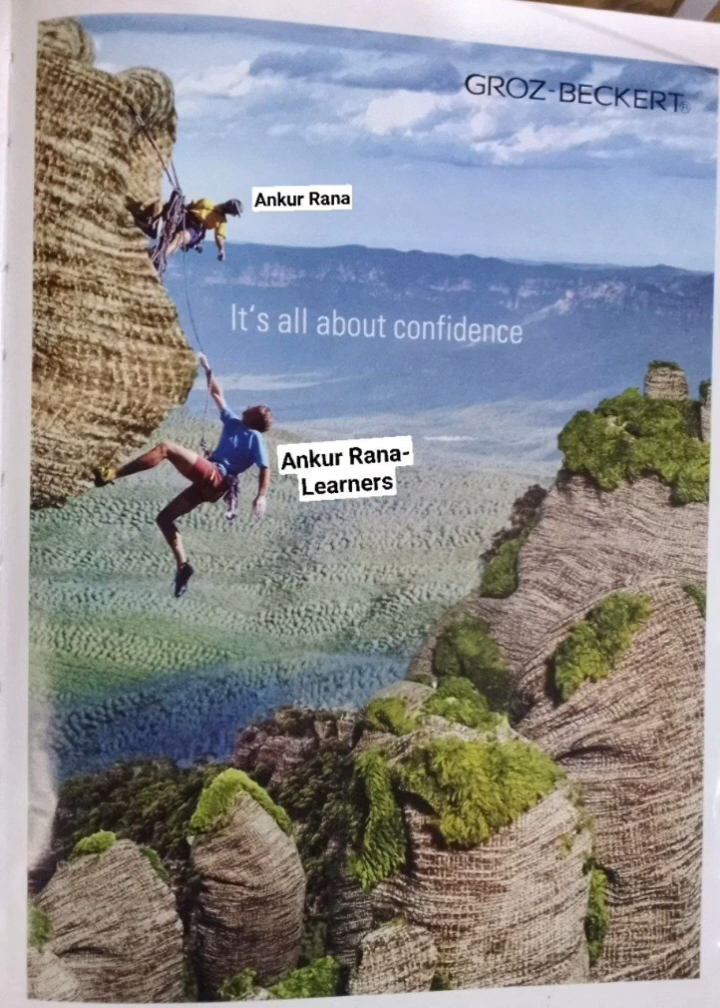 GROZ-BECKERT®
Ankur Rana
It's all about confidence
Ankur Rana-
Learners